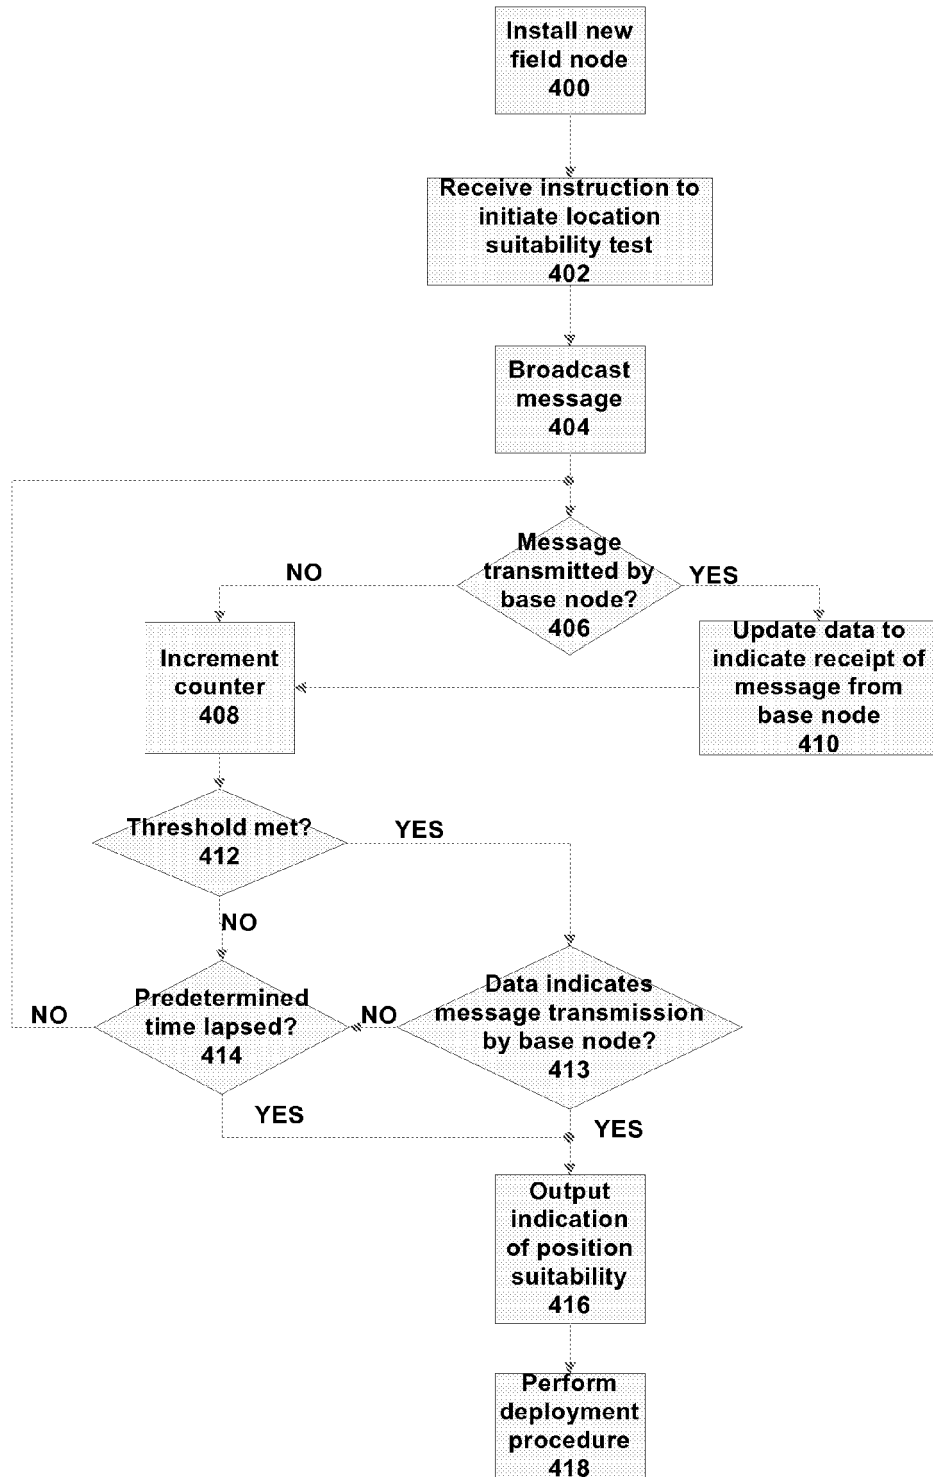 Install new
field node
400
Receive instruction to
initiate location
suitability test
402
Broadcast
message
404
Message
transmitted by
base node?
406
NO
YES
Increment
counter
408
Update data to
indicate receipt of
message from
base node
410
Threshold met?
412
YES
NO
Predetermined
time lapsed?
414
NO
NO
Data indicates
message transmission
by base node?
413
YES
YES
Output
indication
of position
suitability
416
Perform
deployment
procedure
418